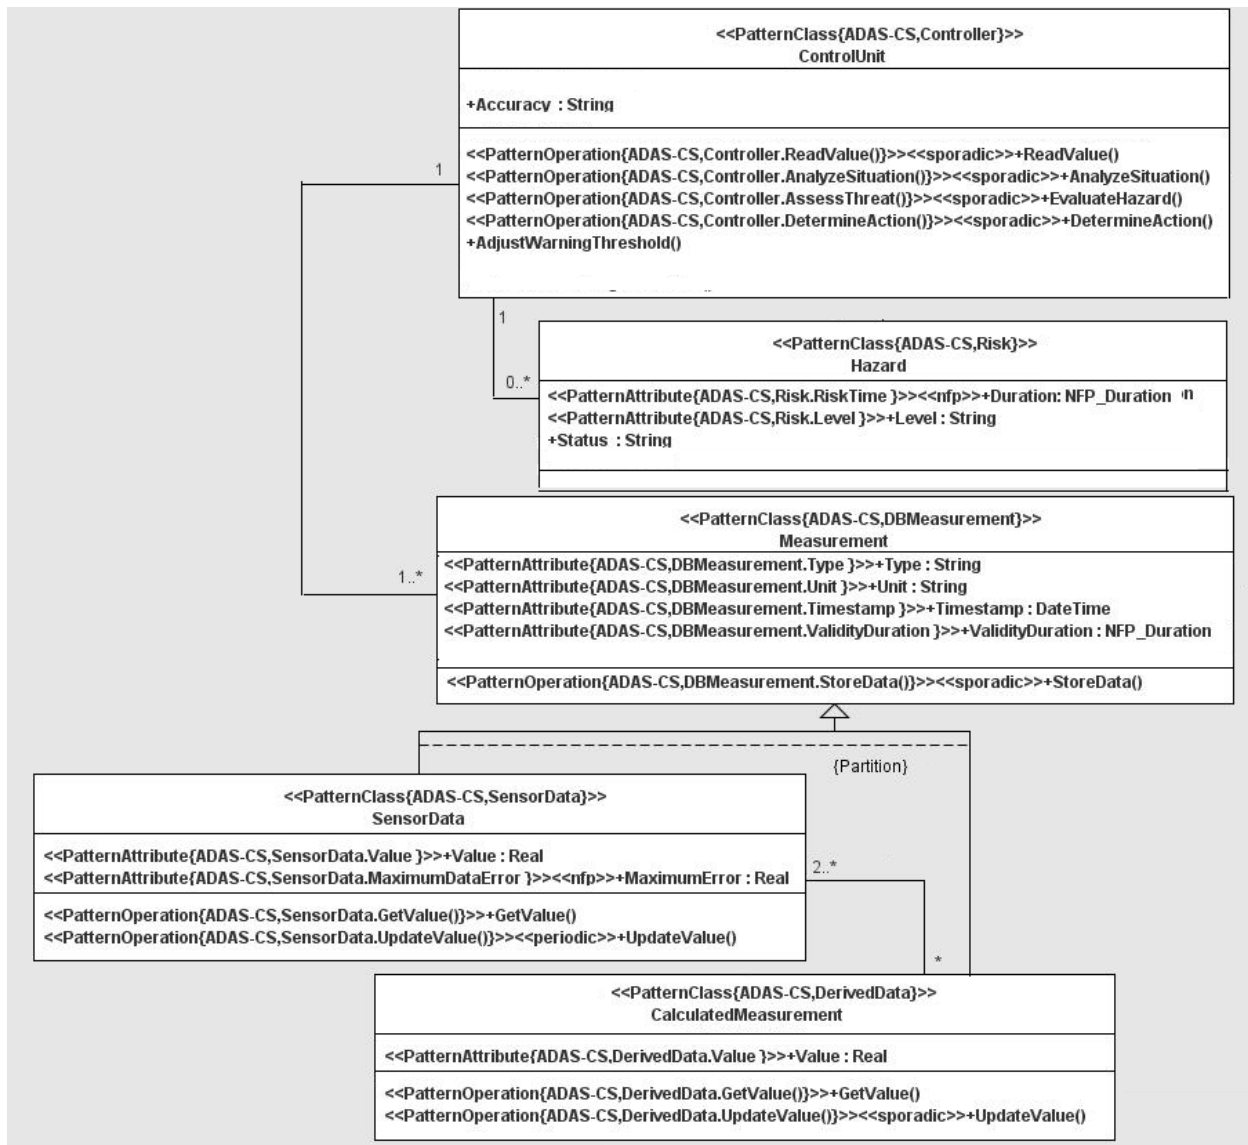 <<PatternClass{ADAS-CS,Controller}>>
ControlUnit
+Accuracy : String
<<PatternOperation{ADAS-CS,Controller.ReadValue()}>><<sporadic>>+ReadValue()
<<PatternOperation{ADAS-CS,Controller.AnalyzeSituation()}>><<sporadic>>+AnalyzeSituation()
<<PatternOperation{ADAS-CS,Controller.AssessThreat()}>><<sporadic>>+EvaluateHazard()
<<PatternOperation{ADAS-CS,Controller.DetermineAction()}>><<sporadic>>+DetermineAction()
+AdjustWarningThreshold()
1
1
0..*
<<PatternClass{ADAS-CS,Risk}>>
Hazard
<<PatternAttribute{ADAS-CS,Risk.RiskTime }>><<nfp>>+Duration: NFP_Duration n
<<PatternAttribute{ADAS-CS,Risk.Level }>>+Level : String
+Status : String
1..*
<<PatternClass{ADAS-CS,DBMeasurement}>>
Measurement
<<PatternAttribute{ADAS-CS,DBMeasurement.Type }>>+Type : String
<<PatternAttribute{ADAS-CS,DBMeasurement.Unit }>>+Unit : String
<<PatternAttribute{ADAS-CS,DBMeasurement.Timestamp }>>+Timestamp : DateTime
<<PatternAttribute{ADAS-CS,DBMeasurement.ValidityDuration }>>+ValidityDuration : NFP_Duration
<<PatternOperation{ADAS-CS,DBMeasurement.StoreData()}>><<sporadic>>+StoreData()
{Partition}
<<PatternClass{ADAS-CS,SensorData}>>
SensorData
<<PatternAttribute{ADAS-CS,SensorData.Value }>>+Value : Real
<<PatternAttribute{ADAS-CS,SensorData.MaximumDataError }>><<nfp>>+MaximumError : Real
<<PatternOperation{ADAS-CS,SensorData.GetValue()}>>+GetValue()
<<PatternOperation{ADAS-CS,SensorData.UpdateValue()}>><<periodic>>+UpdateValue()
2..*
*
<<PatternClass{ADAS-CS,DerivedData}>>
CalculatedMeasurement
<<PatternAttribute{ADAS-CS,DerivedData.Value }>>+Value : Real
<<PatternOperation{ADAS-CS,DerivedData.GetValue()}>>+GetValue()
<<PatternOperation{ADAS-CS,DerivedData.UpdateValue()}>><<sporadic>>+UpdateValue()